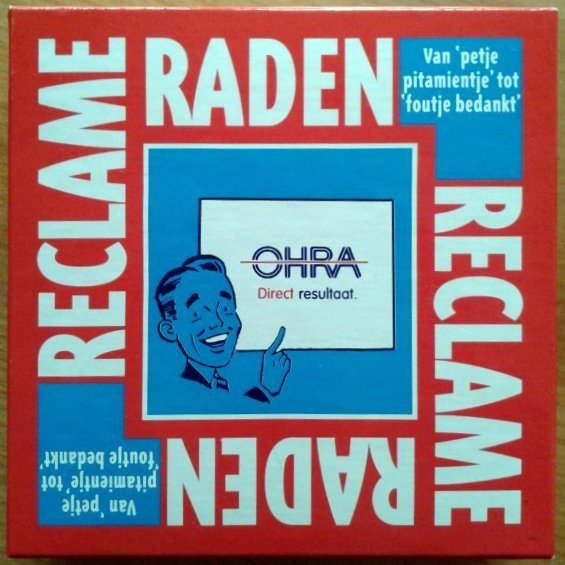 RECLAME
RADEN
Van 'petje
pitamientje' tot
'foutje bedankt'
OHRA
Direct resultaat.
RECLAME
RADEN
Van 'petje
pitamientje' tot
'foutje bedankt'